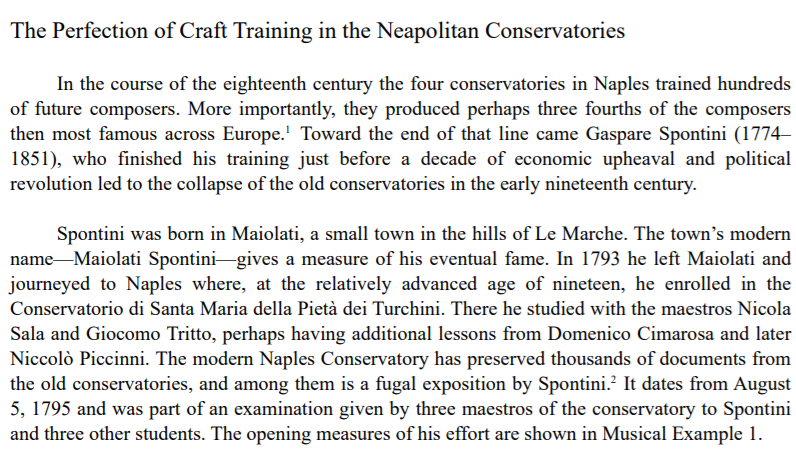 The Perfection of Craft Training in the Neapolitan Conservatories
In the course of the eighteenth century the four conservatories in Naples trained hundreds
of future composers. More importantly, they produced perhaps three fourths of the composers
then most famous across Europe.¹ Toward the end of that line came Gaspare Spontini (1774–
1851), who finished his training just before a decade of economic upheaval and political
revolution led to the collapse of the old conservatories in the early nineteenth century.
Spontini was born in Maiolati, a small town in the hills of Le Marche. The town’s modern
name—Maiolati Spontini—gives a measure of his eventual fame. In 1793 he left Maiolati and
journeyed to Naples where, at the relatively advanced age of nineteen, he enrolled in the
Conservatorio di Santa Maria della Pietà dei Turchini. There he studied with the maestros Nicola
Sala and Giocomo Tritto, perhaps having additional lessons from Domenico Cimarosa and later
Niccolò Piccinni. The modern Naples Conservatory has preserved thousands of documents from
the old conservatories, and among them is a fugal exposition by Spontini.² It dates from August
5, 1795 and was part of an examination given by three maestros of the conservatory to Spontini
and three other students. The opening measures of his effort are shown in Musical Example 1.